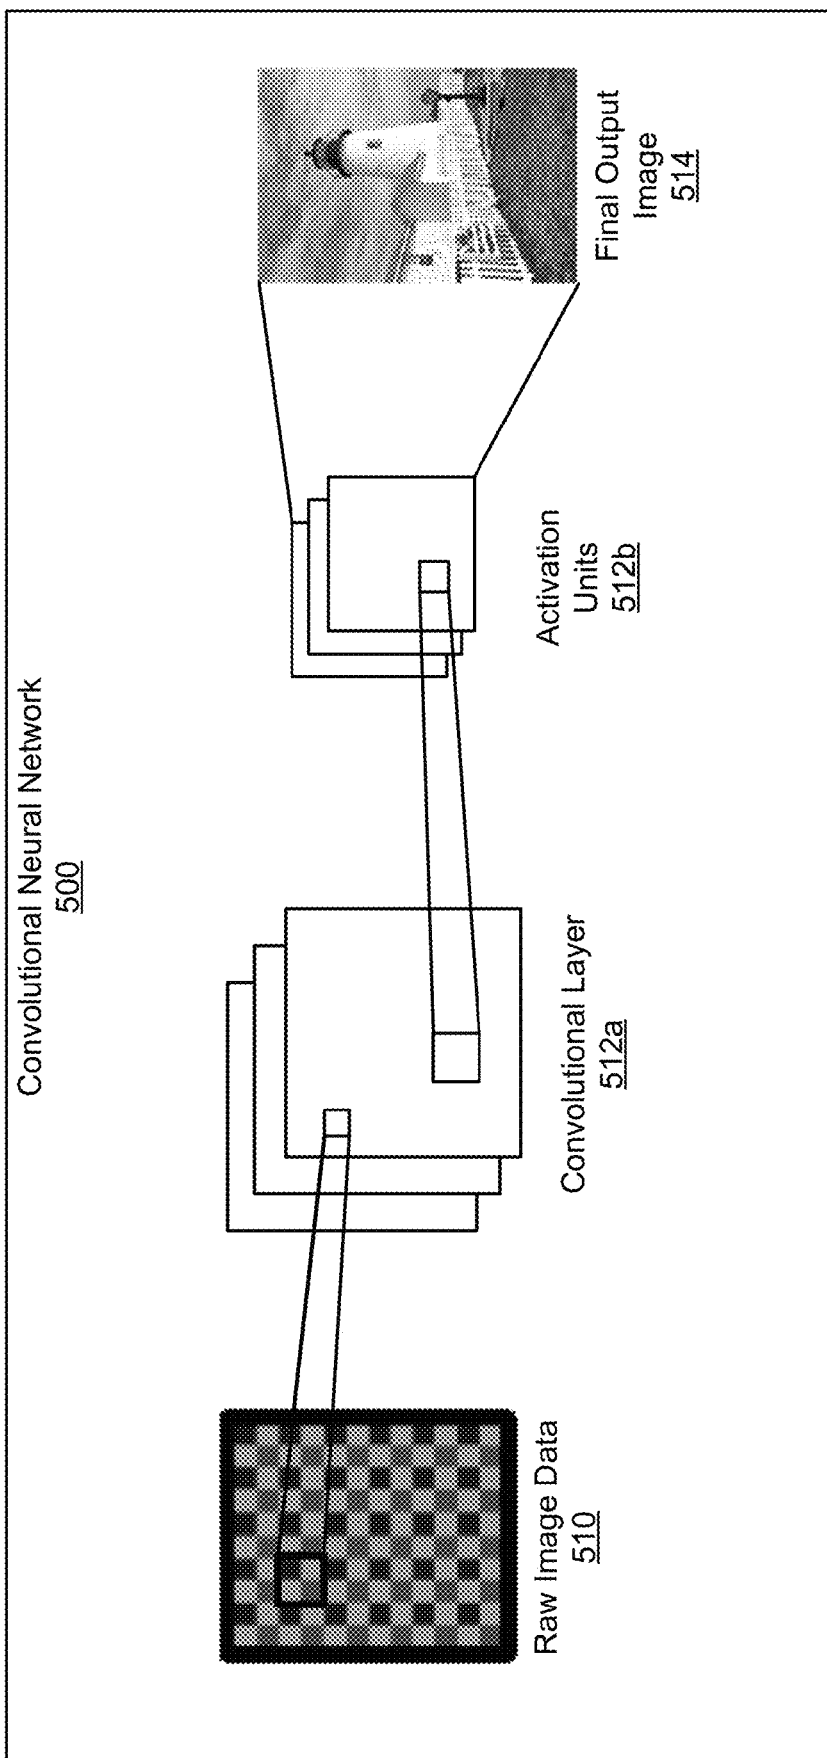 Convolutional Neural Network
500
Raw Image Data
510
Convolutional Layer
512a
Activation
Units
512b
Final Output
Image
514